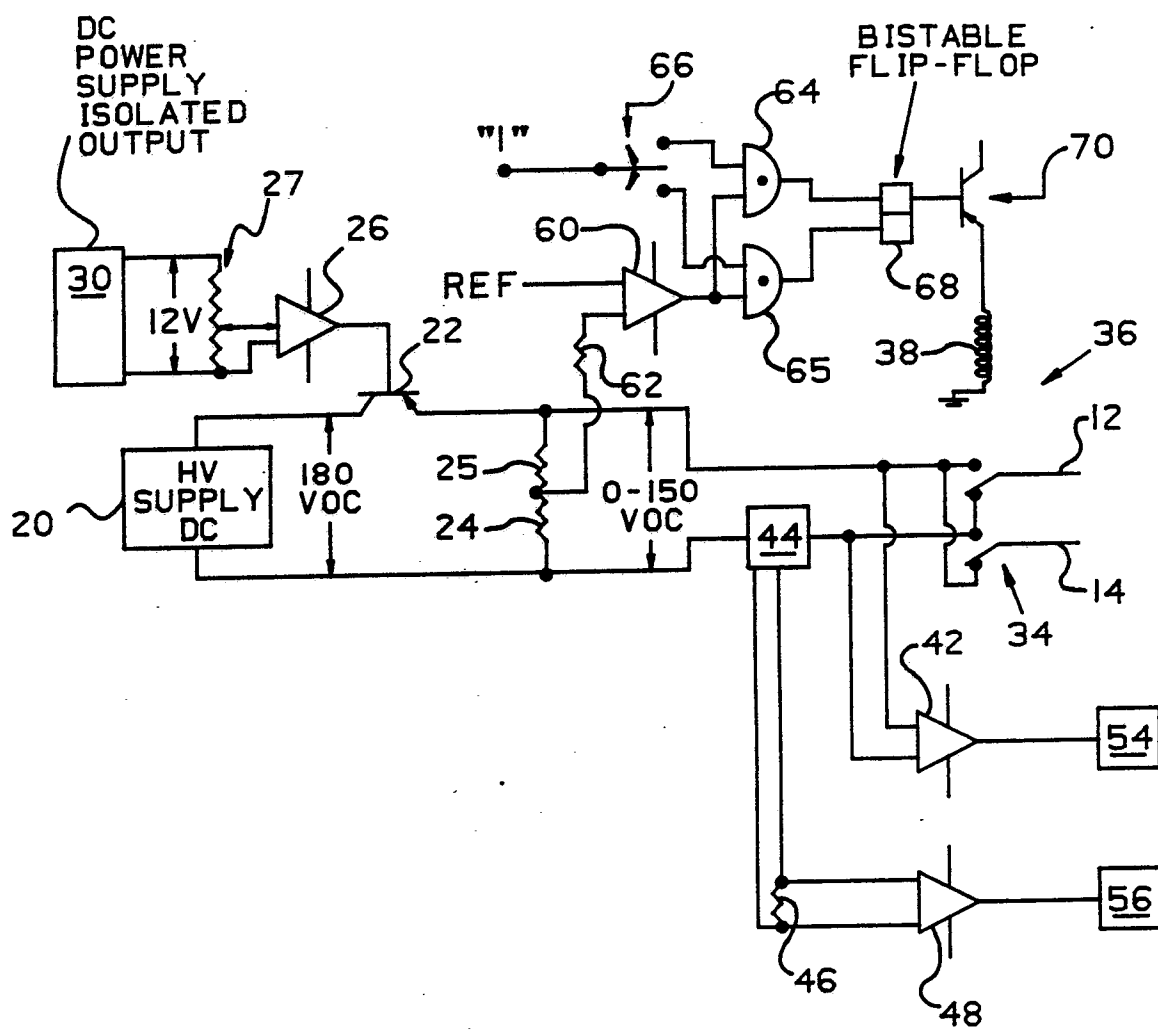 DC
POWER
SUPPLY
ISOLATED
OUTPUT
BISTABLE
FLIP-FLOP
66
64
"1"
70
27
60
26
30
12V
REF
68
22
62
65
38
36
12
HV
SUPPLY
DC
20
180
VOC
25
24
0-150
VOC
44
14
34
42
54
56
46
48